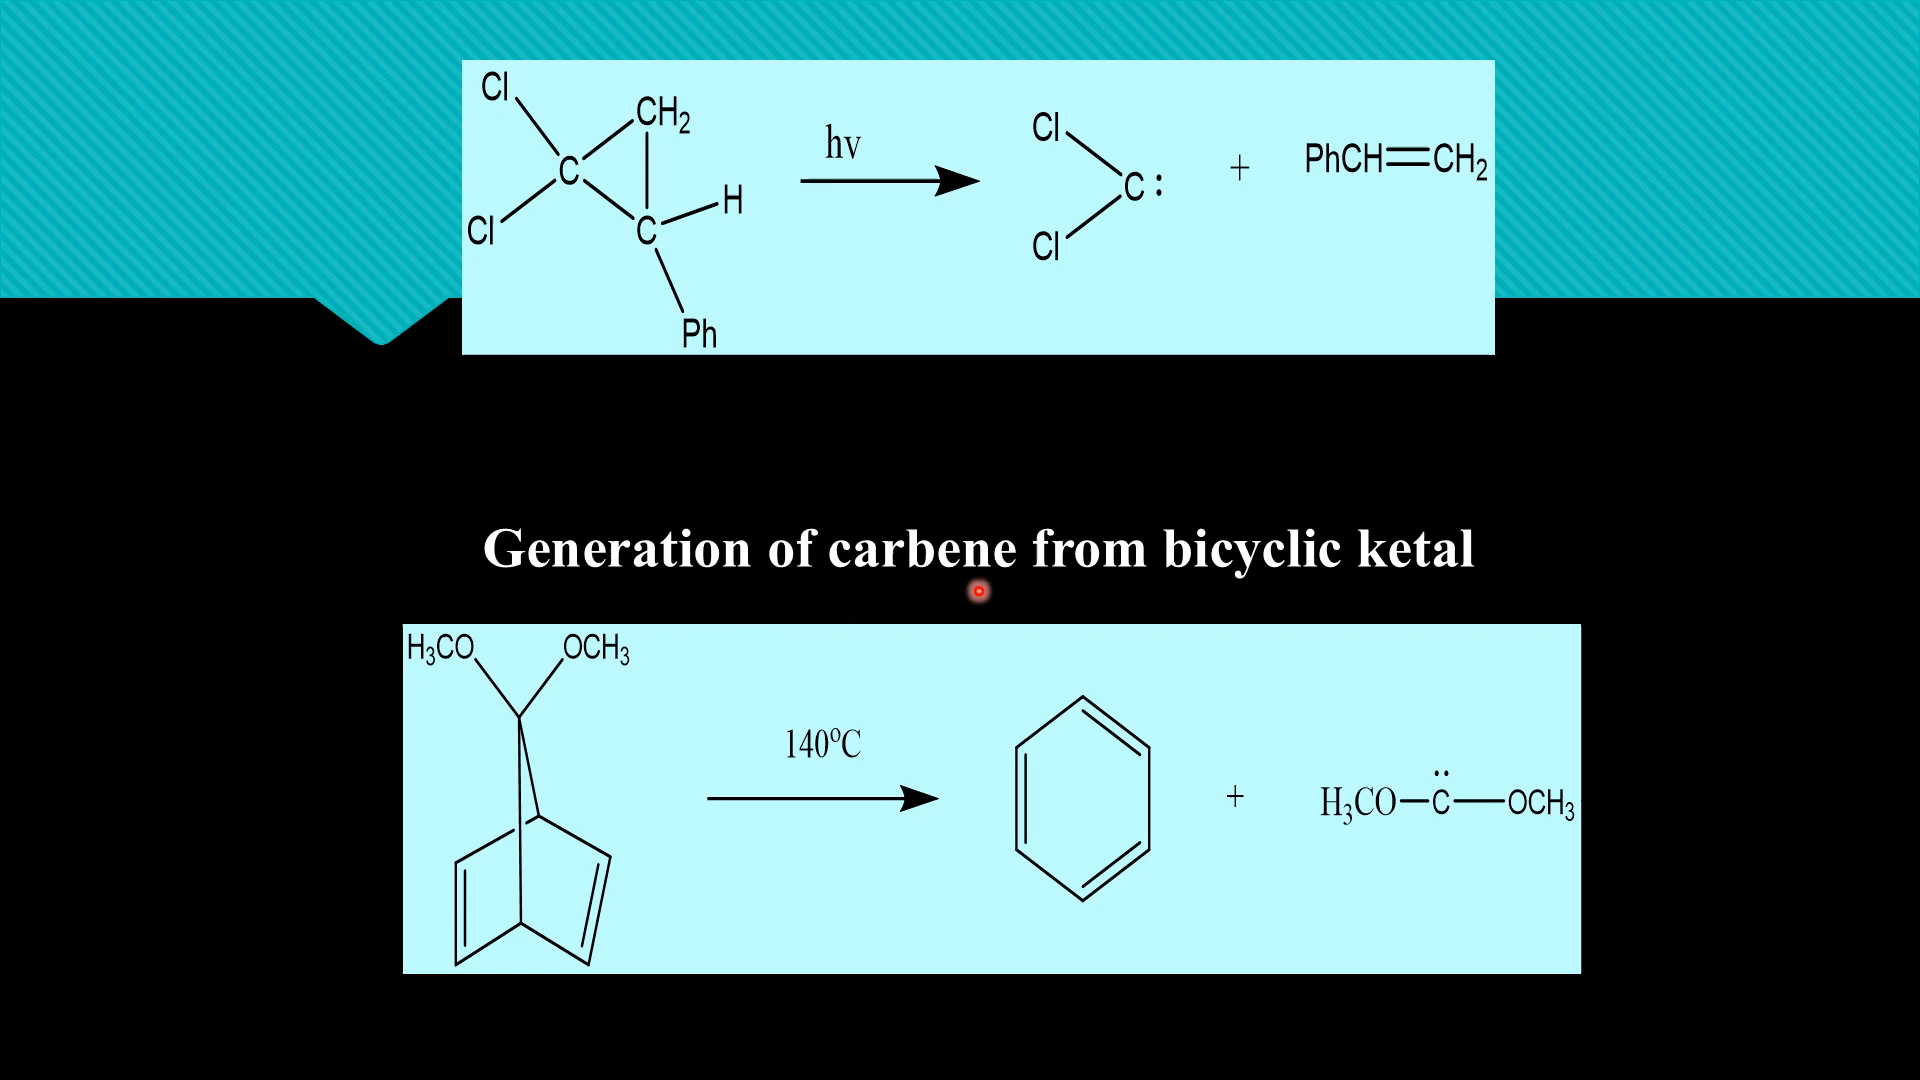 Cl
CH₂
C
H
Cl
C
Ph
hν
Cl
C :
Cl
+
PhCH=CH₂
Generation of carbene from bicyclic ketal
H₃CO
OCH₃
140°C
+
H₃CO—C̈—OCH₃